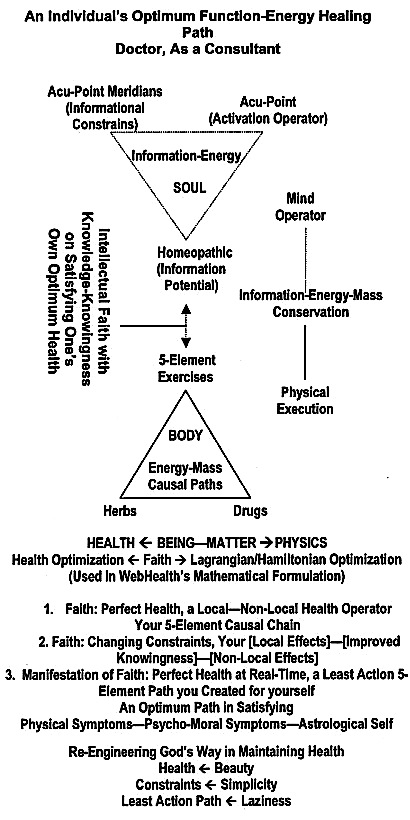 An Individual's Optimum Function-Energy Healing
Path
Doctor, As a Consultant
Acu-Point Meridians
(Informational
Constrains)
Acu-Point
(Activation Operator)
Information-Energy
SOUL
Mind
Operator
Intellectual Faith with
Knowledge-Knowingness
on Satisfying One's
Own Optimum Health
Homeopathic
(Information
Potential)
Information-Energy-Mass
Conservation
5-Element
Exercises
Physical
Execution
BODY
Energy-Mass
Causal Paths
Herbs
Drugs
HEALTH ← BEING—MATTER → PHYSICS
Health Optimization ← Faith → Lagrangian/Hamiltonian Optimization
(Used in WebHealth's Mathematical Formulation)
1. Faith: Perfect Health, a Local—Non-Local Health Operator
Your 5-Element Causal Chain
2. Faith: Changing Constraints, Your [Local Effects]—[Improved
Knowingness]—[Non-Local Effects]
3. Manifestation of Faith: Perfect Health at Real-Time, a Least Action 5-
Element Path you Created for yourself
An Optimum Path in Satisfying
Physical Symptoms—Psycho-Moral Symptoms—Astrological Self
Re-Engineering God's Way in Maintaining Health
Health ← Beauty
Constraints ← Simplicity
Least Action Path ← Laziness